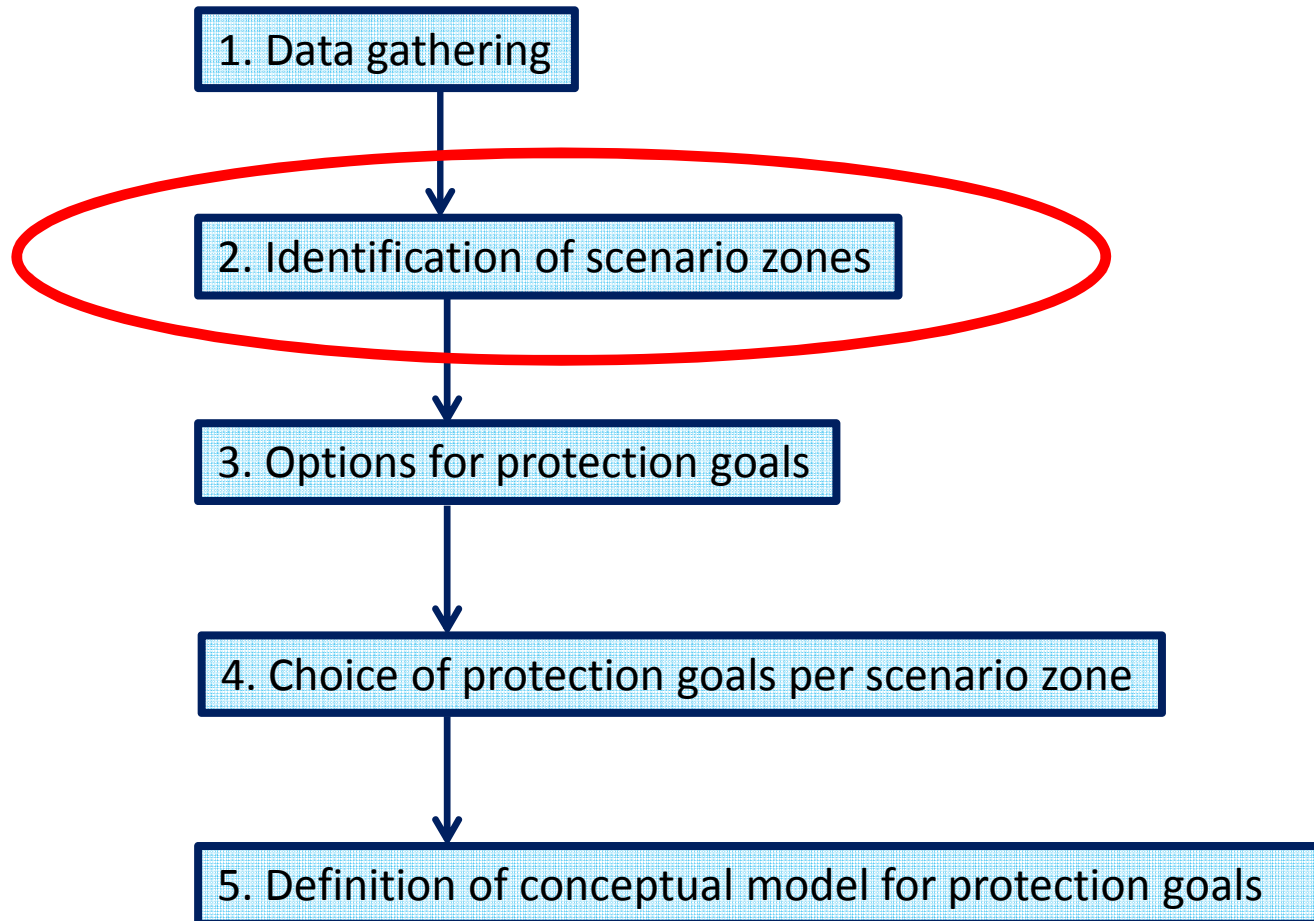 1. Data gathering
2. Identification of scenario zones
3. Options for protection goals
4. Choice of protection goals per scenario zone
5. Definition of conceptual model for protection goals